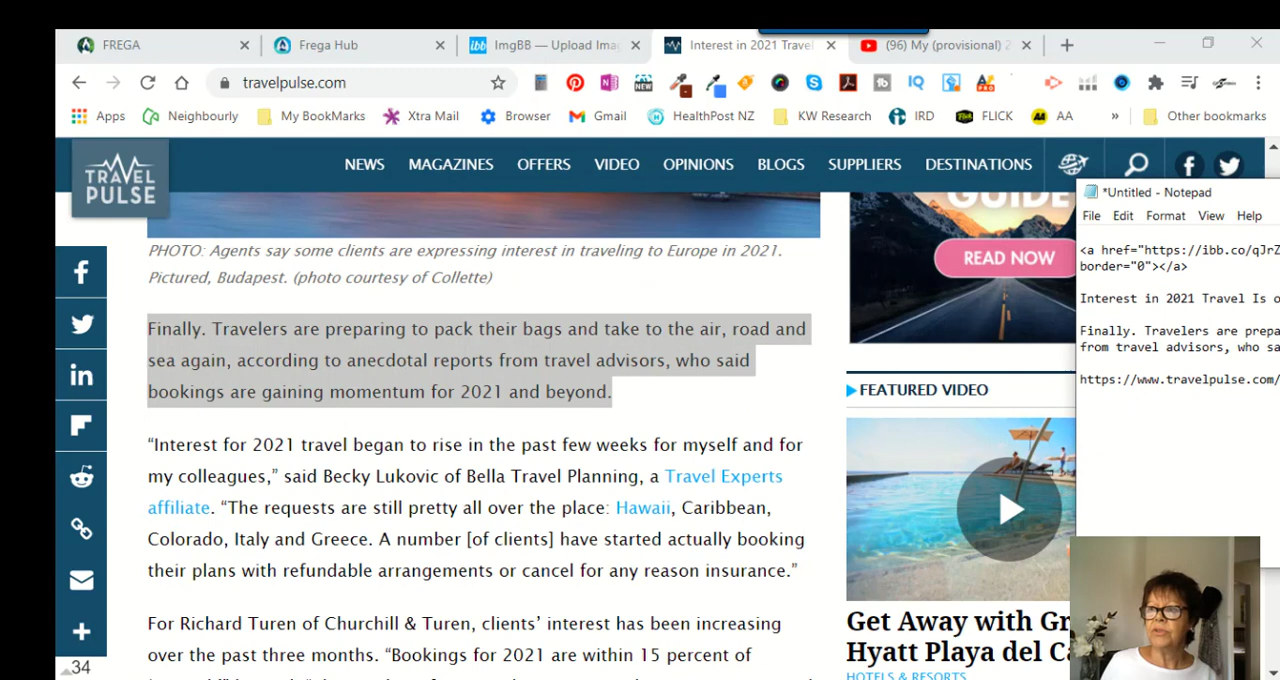 FREGA
Frega Hub
ImgBB — Upload Ima
Interest in 2021 Travel
(96) My (provisional) 2
travelpulse.com
Apps
Neighbourly
My BookMarks
Xtra Mail
Browser
Gmail
HealthPost NZ
KW Research
IRD
FLICK
AA
Other bookmarks
TRAVEL
PULSE
NEWS
MAGAZINES
OFFERS
VIDEO
OPINIONS
BLOGS
SUPPLIERS
DESTINATIONS
PHOTO: Agents say some clients are expressing interest in traveling to Europe in 2021.
Pictured, Budapest. (photo courtesy of Collette)
Finally. Travelers are preparing to pack their bags and take to the air, road and
sea again, according to anecdotal reports from travel advisors, who said
bookings are gaining momentum for 2021 and beyond.
“Interest for 2021 travel began to rise in the past few weeks for myself and for
my colleagues,” said Becky Lukovic of Bella Travel Planning, a Travel Experts
affiliate. “The requests are still pretty all over the place: Hawaii, Caribbean,
Colorado, Italy and Greece. A number [of clients] have started actually booking
their plans with refundable arrangements or cancel for any reason insurance.”
For Richard Turen of Churchill & Turen, clients’ interest has been increasing
over the past three months. “Bookings for 2021 are within 15 percent of
34
GUIDE
READ NOW
FEATURED VIDEO
Get Away with Gr
Hyatt Playa del Ca
HOTELS & RESORTS
*Untitled - Notepad
File Edit Format View Help
<a href="https://ibb.co/qJrZ
border="0"></a>
Interest in 2021 Travel Is o
Finally. Travelers are prepa
from travel advisors, who sa
https://www.travelpulse.com/